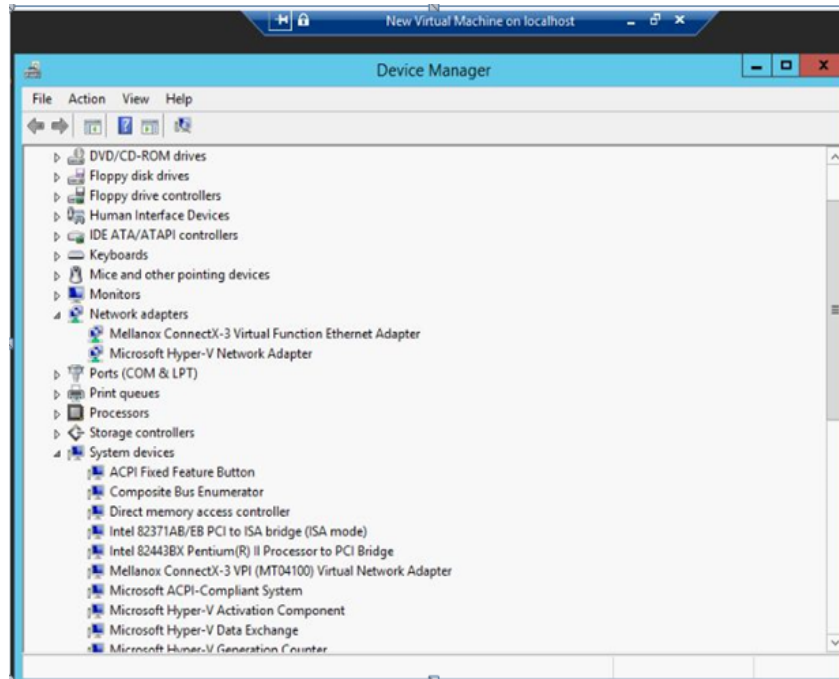 New Virtual Machine on localhost
Device Manager
File Action View Help
DVD/CD-ROM drives
Floppy disk drives
Floppy drive controllers
Human Interface Devices
IDE ATA/ATAPI controllers
Keyboards
Mice and other pointing devices
Monitors
Network adapters
Mellanox ConnectX-3 Virtual Function Ethernet Adapter
Microsoft Hyper-V Network Adapter
Ports (COM & LPT)
Print queues
Processors
Storage controllers
System devices
ACPI Fixed Feature Button
Composite Bus Enumerator
Direct memory access controller
Intel 82371AB/EB PCI to ISA bridge (ISA mode)
Intel 82443BX Pentium(R) II Processor to PCI Bridge
Mellanox ConnectX-3 VPI (MT04100) Virtual Network Adapter
Microsoft ACPI-Compliant System
Microsoft Hyper-V Activation Component
Microsoft Hyper-V Data Exchange
Microsoft Hyper-V Generation Counter